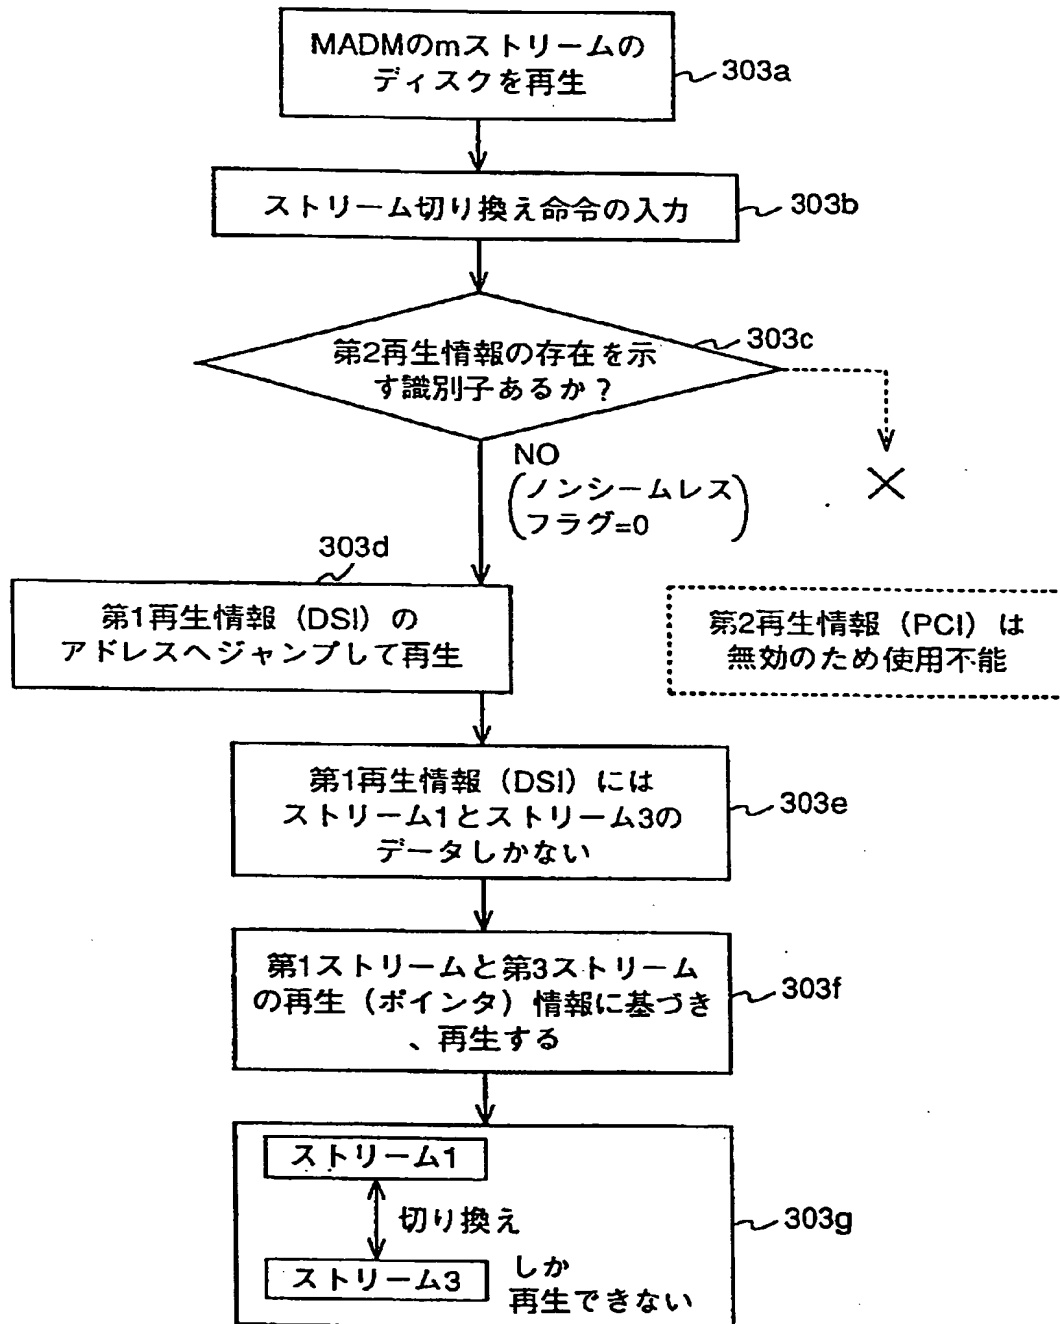 MADMのmストリームの
ディスクを再生
303a
ストリーム切り換え命令の入力
303b
第2再生情報の存在を示
す識別子あるか?
303c
NO
(ノンシームレス
フラグ=0)
303d
第1再生情報(DSI)の
アドレスへジャンプして再生
第2再生情報(PCI)は
無効のため使用不能
第1再生情報(DSI)には
ストリーム1とストリーム3の
データしかない
303e
第1ストリームと第3ストリーム
の再生(ポインタ)情報に基づき
、再生する
303f
ストリーム1
切り換え
ストリーム3
しか
再生できない
303g